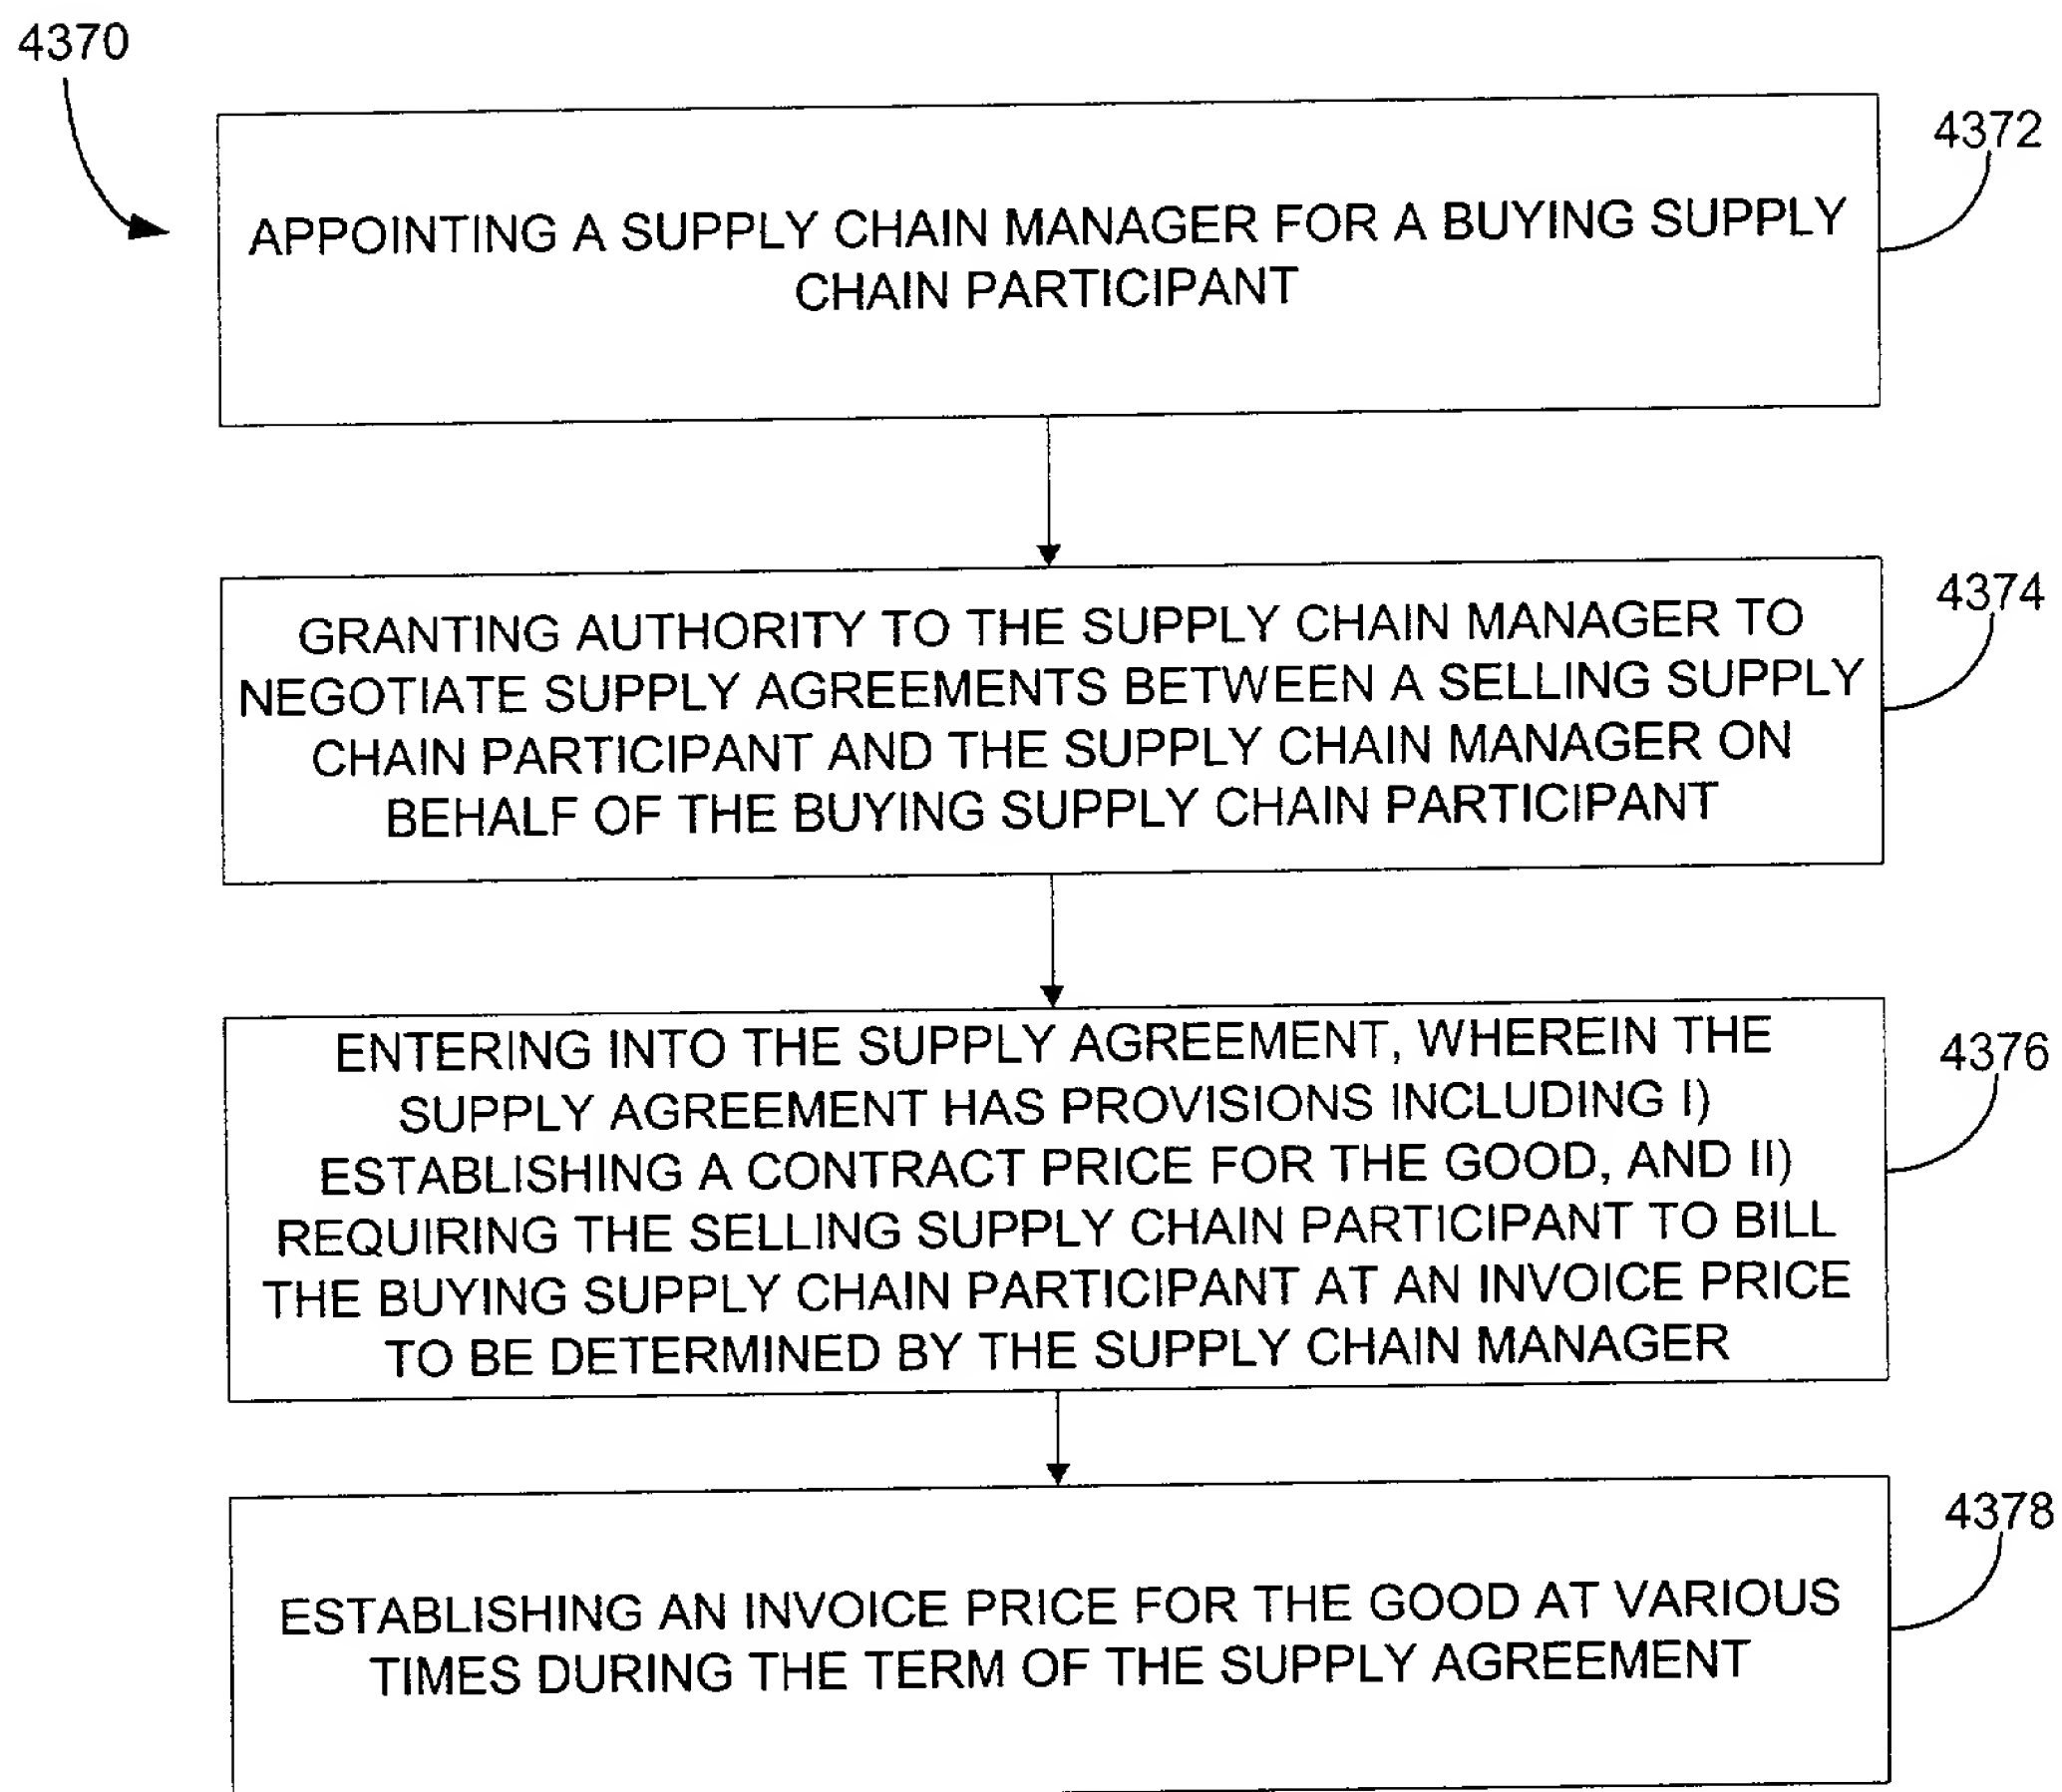 4370
4372
APPOINTING A SUPPLY CHAIN MANAGER FOR A BUYING SUPPLY
CHAIN PARTICIPANT
4374
GRANTING AUTHORITY TO THE SUPPLY CHAIN MANAGER TO
NEGOTIATE SUPPLY AGREEMENTS BETWEEN A SELLING SUPPLY
CHAIN PARTICIPANT AND THE SUPPLY CHAIN MANAGER ON
BEHALF OF THE BUYING SUPPLY CHAIN PARTICIPANT
4376
ENTERING INTO THE SUPPLY AGREEMENT, WHEREIN THE
SUPPLY AGREEMENT HAS PROVISIONS INCLUDING I)
ESTABLISHING A CONTRACT PRICE FOR THE GOOD, AND II)
REQUIRING THE SELLING SUPPLY CHAIN PARTICIPANT TO BILL
THE BUYING SUPPLY CHAIN PARTICIPANT AT AN INVOICE PRICE
TO BE DETERMINED BY THE SUPPLY CHAIN MANAGER
4378
ESTABLISHING AN INVOICE PRICE FOR THE GOOD AT VARIOUS
TIMES DURING THE TERM OF THE SUPPLY AGREEMENT